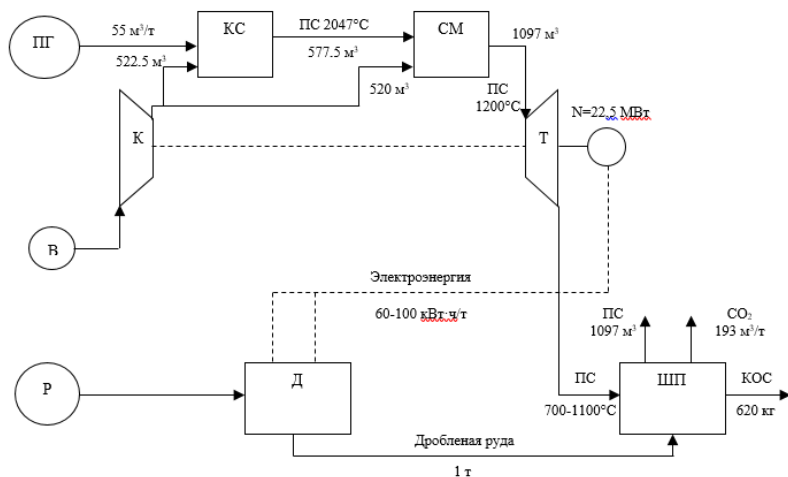 ПГ
55 м³/т
КС
ПС 2047°C
577.5 м³
СМ
1097 м³
522.5 м³
520 м³
ПС
1200°C
N=22,5 МВт
К
Т
В
Электроэнергия
60-100 кВт·ч/т
ПС
1097 м³
CO₂
193 м³/т
Р
Д
ПС
700-1100°C
ШП
КОС
620 кг
Дробленая руда
1 т